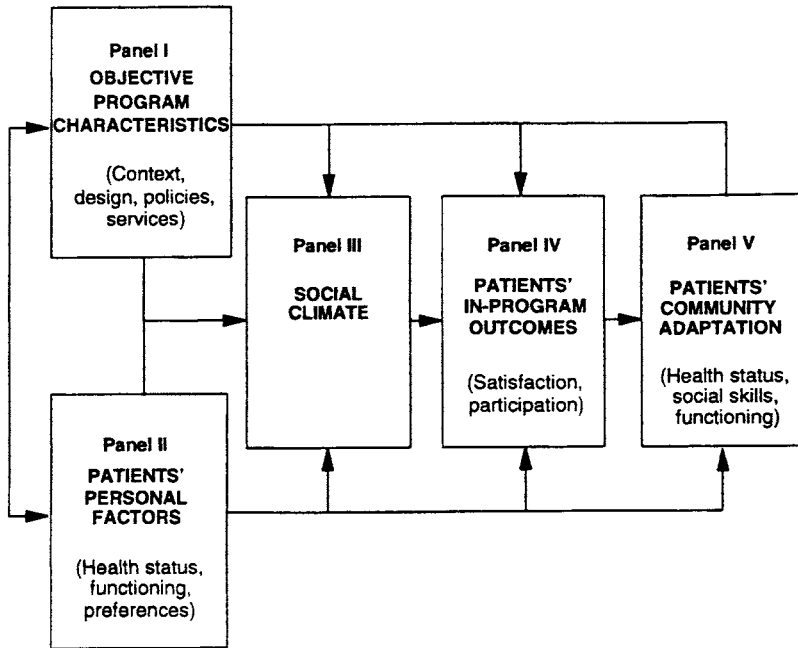 Panel I
OBJECTIVE
PROGRAM
CHARACTERISTICS
(Context,
design, policies,
services)
Panel II
PATIENTS'
PERSONAL
FACTORS
(Health status,
functioning,
preferences)
Panel III
SOCIAL
CLIMATE
Panel IV
PATIENTS'
IN-PROGRAM
OUTCOMES
(Satisfaction,
participation)
Panel V
PATIENTS'
COMMUNITY
ADAPTATION
(Health status,
social skills,
functioning)